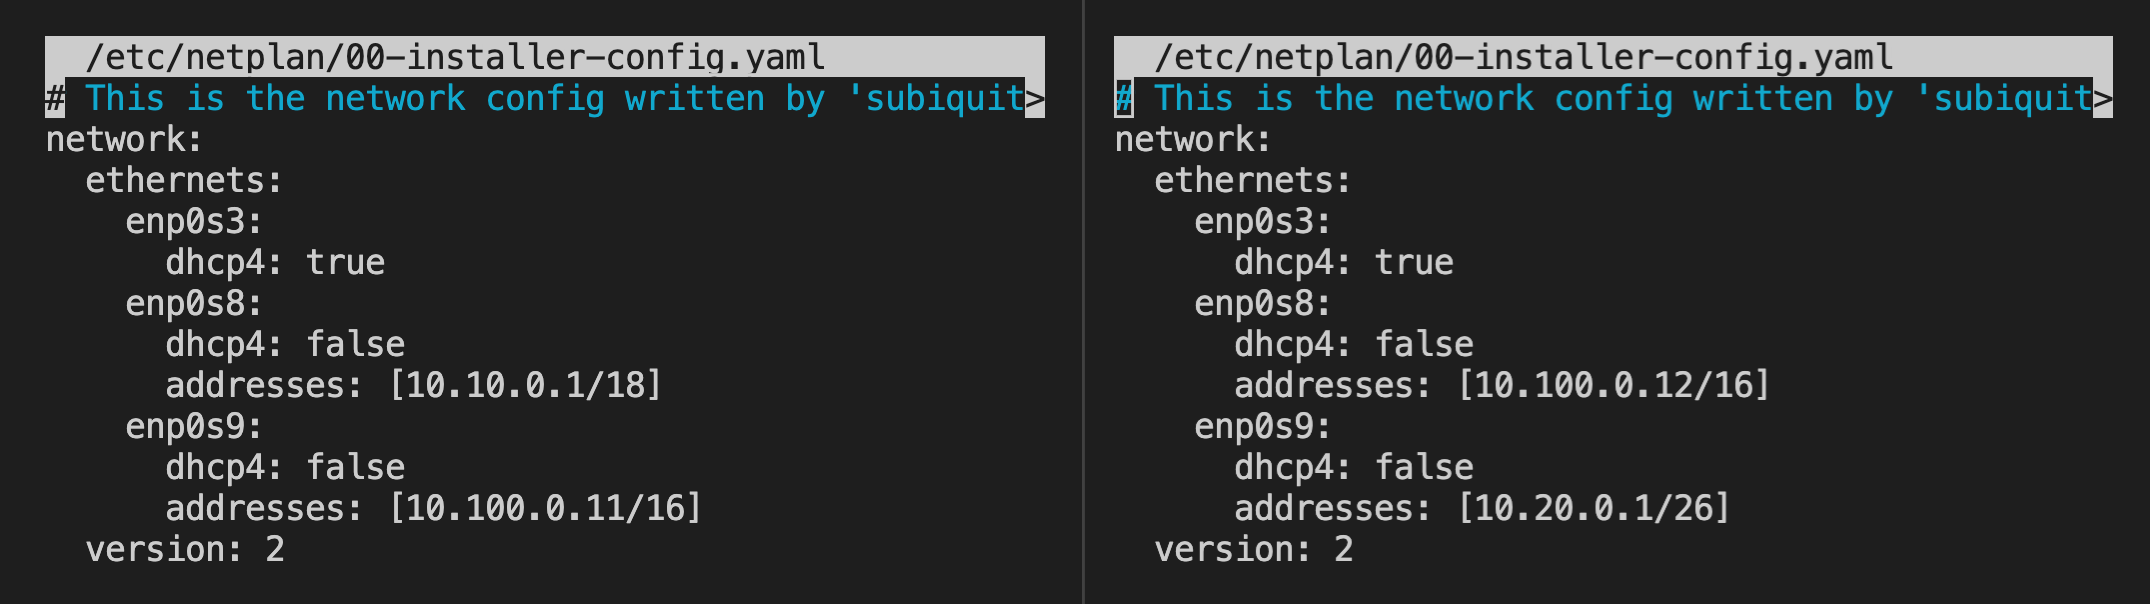 /etc/netplan/00-installer-config.yaml
# This is the network config written by 'subiquit>
network:
  ethernets:
    enp0s3:
      dhcp4: true
    enp0s8:
      dhcp4: false
      addresses: [10.10.0.1/18]
    enp0s9:
      dhcp4: false
      addresses: [10.100.0.11/16]
  version: 2
/etc/netplan/00-installer-config.yaml
# This is the network config written by 'subiquit>
network:
  ethernets:
    enp0s3:
      dhcp4: true
    enp0s8:
      dhcp4: false
      addresses: [10.100.0.12/16]
    enp0s9:
      dhcp4: false
      addresses: [10.20.0.1/26]
  version: 2